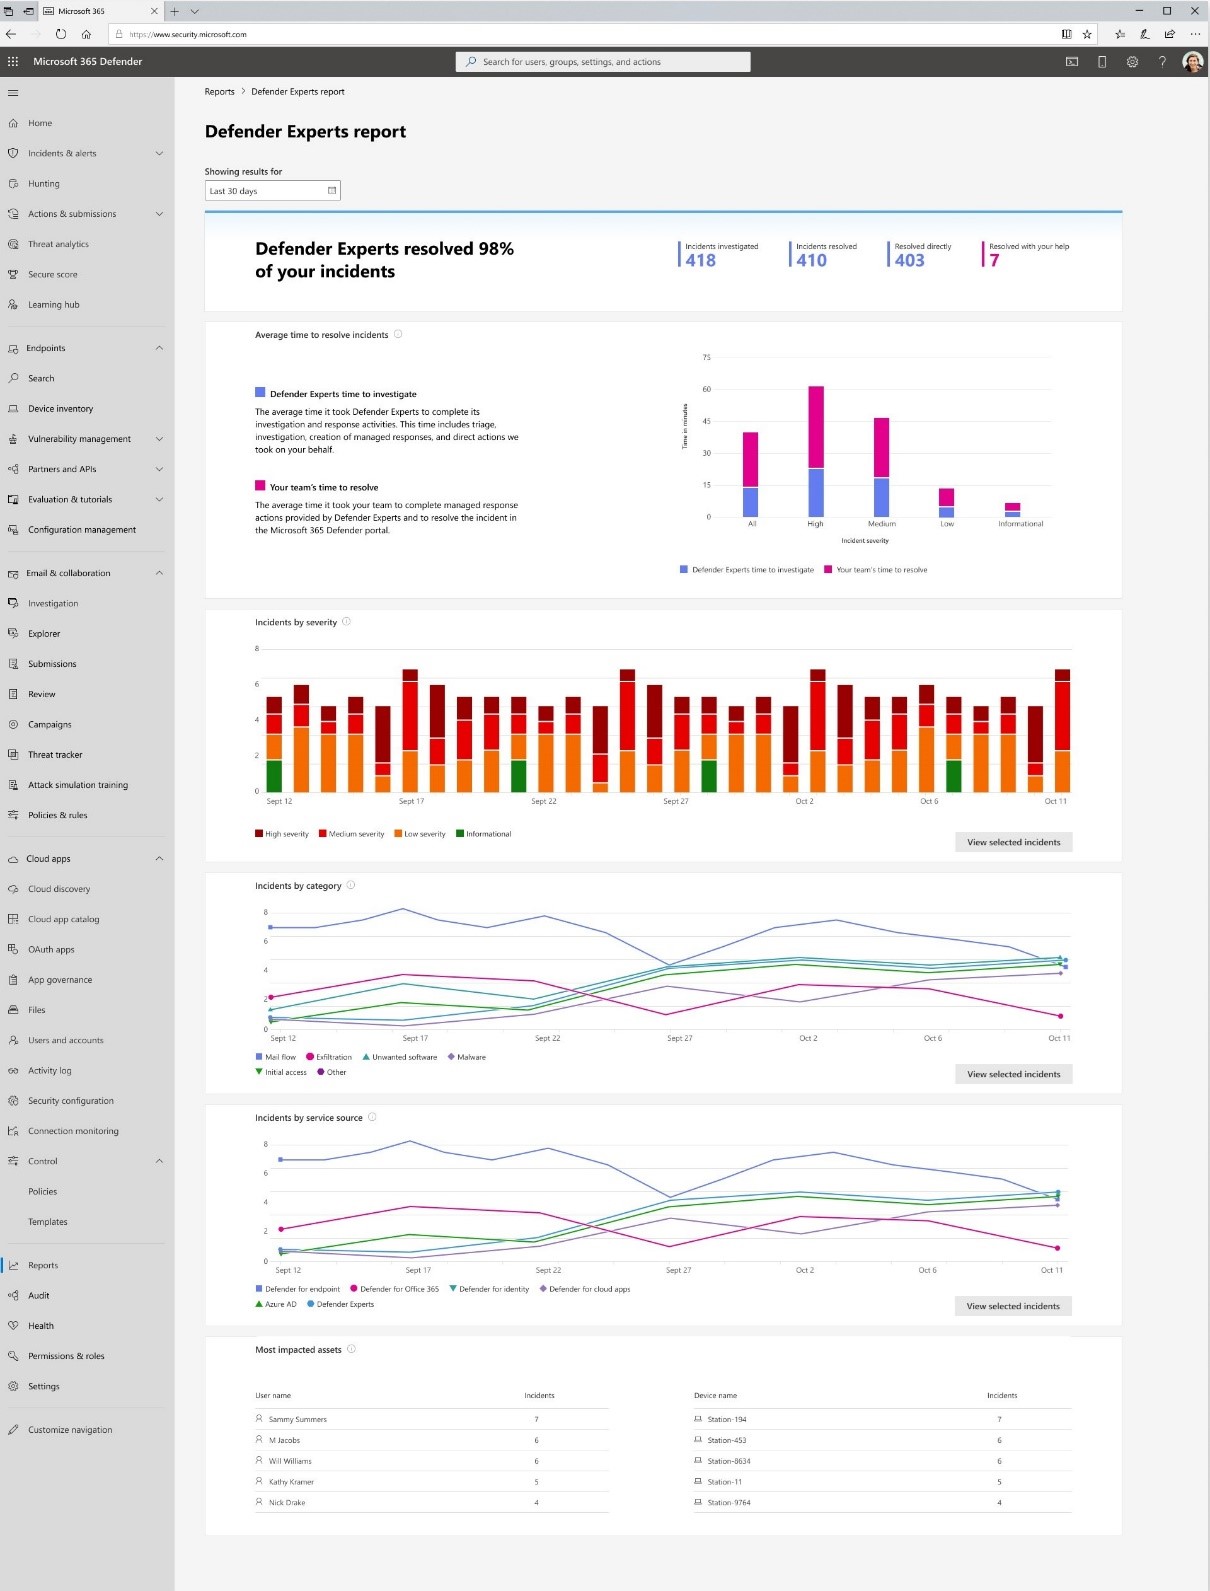 Microsoft 365
https://www.security.microsoft.com
Microsoft 365 Defender
Search for users, groups, settings, and actions
?
Home
Incidents & alerts
Hunting
Actions & submissions
Threat analytics
Secure score
Learning hub
Endpoints
Search
Device inventory
Vulnerability management
Partners and APIs
Evaluation & tutorials
Configuration management
Email & collaboration
Investigation
Explorer
Submissions
Review
Campaigns
Threat tracker
Attack simulation training
Policies & rules
Cloud apps
Cloud discovery
Cloud app catalog
OAuth apps
App governance
Files
Users and accounts
Activity log
Security configuration
Connection monitoring
Control
Policies
Templates
Reports
Audit
Health
Permissions & roles
Settings
Customize navigation
Reports > Defender Experts report
Defender Experts report
Showing results for
Last 30 days
Defender Experts resolved 98%
of your incidents
Incidents investigated
418
Incidents resolved
410
Resolved directly
403
Resolved with your help
7
Average time to resolve incidents
Defender Experts time to investigate
The average time it took Defender Experts to complete its
investigation and response activities. This time includes triage,
investigation, creation of managed responses, and direct actions we
took on your behalf.
Your team's time to resolve
The average time it took your team to complete managed response
actions provided by Defender Experts and to resolve the incident in
the Microsoft 365 Defender portal.
Time in minutes
75
60
45
30
15
0
All High Medium Low Informational
Incident severity
Defender Experts time to investigate Your team's time to resolve
Incidents by severity
8
6
4
2
0
Sept 12 Sept 17 Sept 22 Sept 27 Oct 2 Oct 6 Oct 11
High severity Medium severity Low severity Informational
View selected incidents
Incidents by category
8
6
4
2
0
Sept 12 Sept 17 Sept 22 Sept 27 Oct 2 Oct 6 Oct 11
Mail flow Exfiltration Unwanted software Malware
Initial access Other
View selected incidents
Incidents by service source
8
6
4
2
0
Sept 12 Sept 17 Sept 22 Sept 27 Oct 2 Oct 6 Oct 11
Defender for endpoint Defender for Office 365 Defender for identity Defender for cloud apps
Azure AD Defender Experts
View selected incidents
Most impacted assets
User name Incidents
Sammy Summers 7
M Jacobs 6
Will Williams 6
Kathy Kramer 5
Nick Drake 4
Device name Incidents
Station-194 7
Station-453 6
Station-8634 6
Station-11 5
Station-9764 4